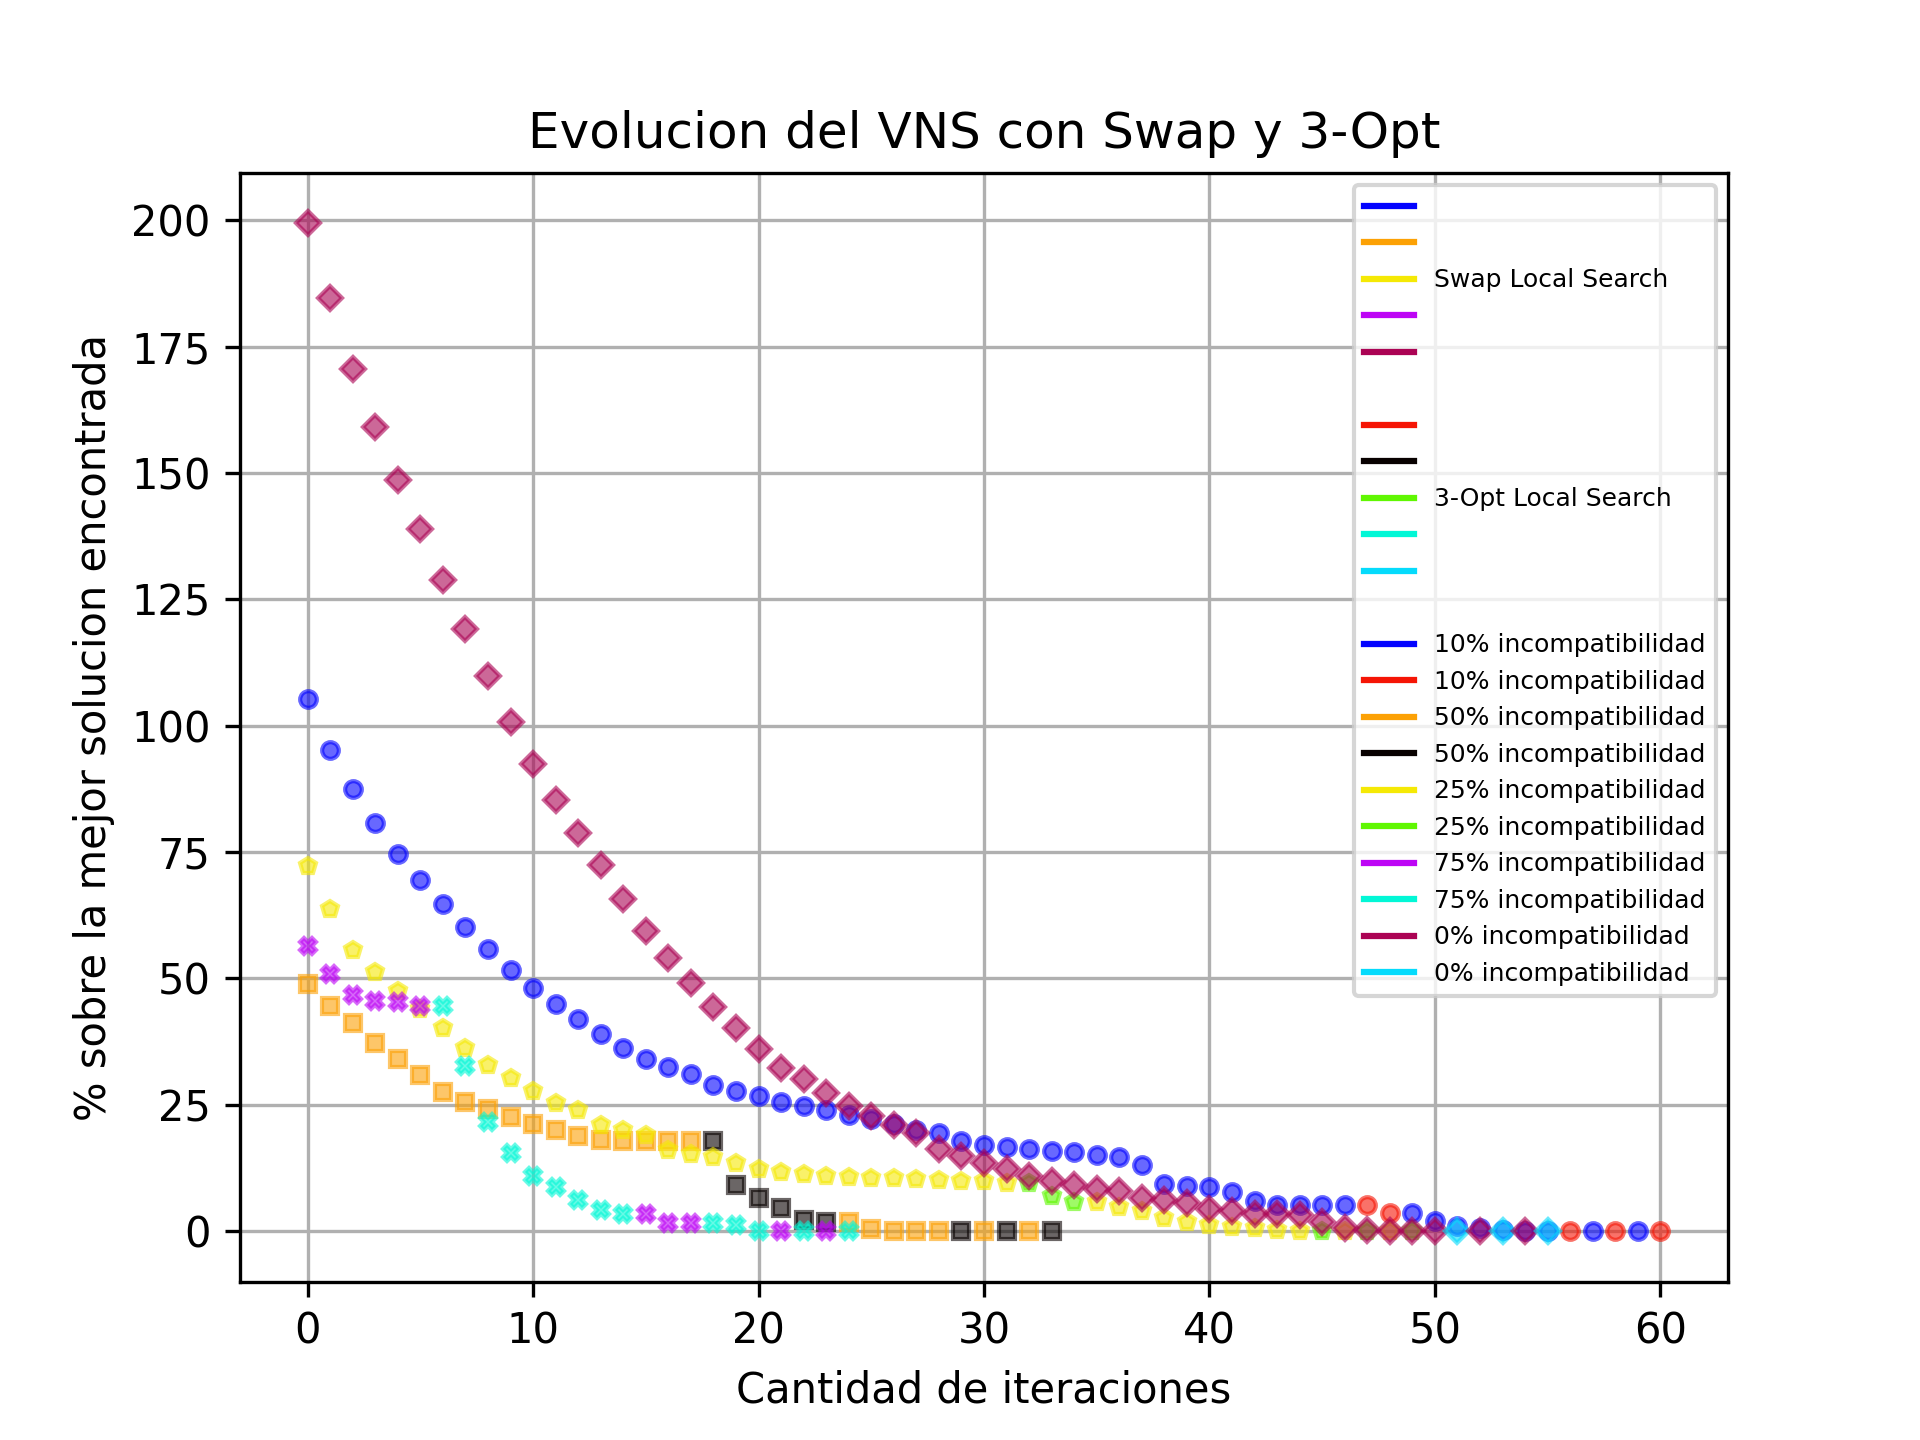 Evolucion del VNS con Swap y 3-Opt
% sobre la mejor solucion encontrada
200
175
150
125
100
75
50
25
0
Swap Local Search
3-Opt Local Search
10% incompatibilidad
10% incompatibilidad
50% incompatibilidad
50% incompatibilidad
25% incompatibilidad
25% incompatibilidad
75% incompatibilidad
75% incompatibilidad
0% incompatibilidad
0% incompatibilidad
0 10 20 30 40 50 60
Cantidad de iteraciones